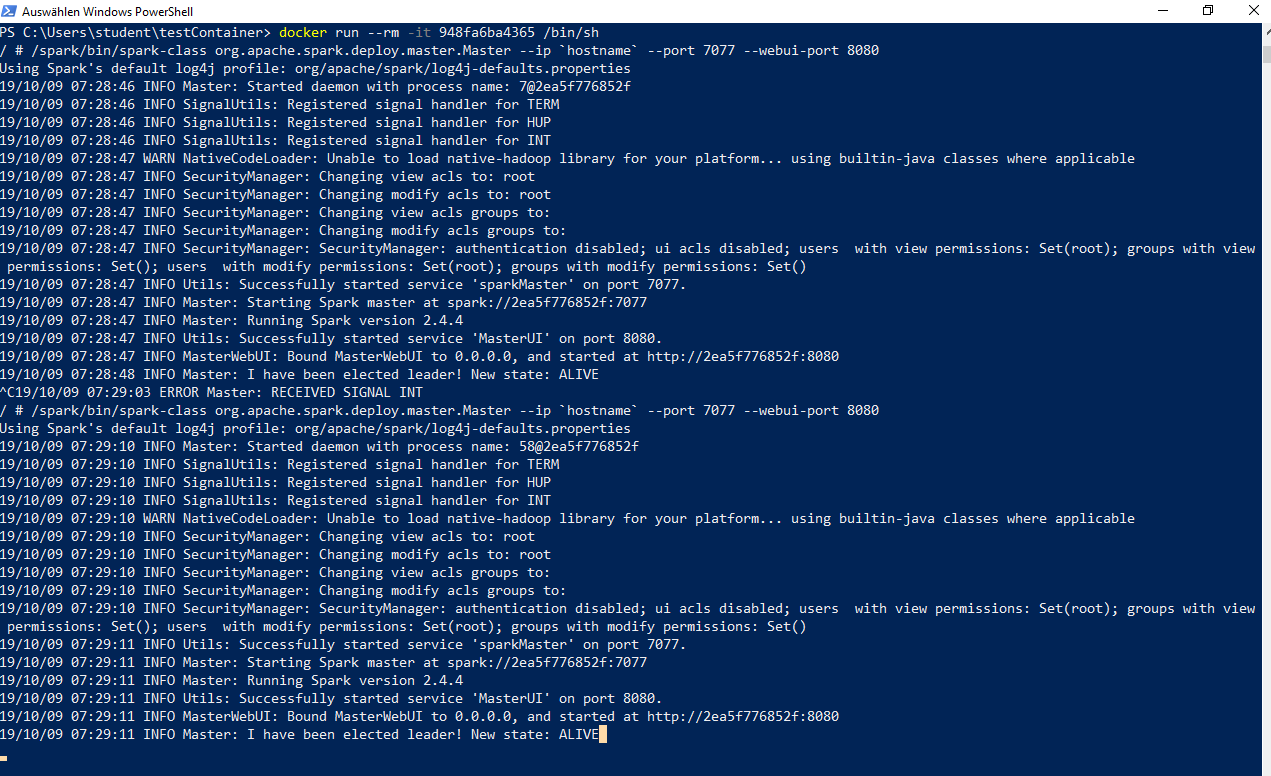 Auswählen Windows PowerShell
PS C:\Users\student\testContainer> docker run --rm -it 948fa6ba4365 /bin/sh
/ # /spark/bin/spark-class org.apache.spark.deploy.master.Master --ip `hostname` --port 7077 --webui-port 8080
Using Spark's default log4j profile: org/apache/spark/log4j-defaults.properties
19/10/09 07:28:46 INFO Master: Started daemon with process name: 7@2ea5f776852f
19/10/09 07:28:46 INFO SignalUtils: Registered signal handler for TERM
19/10/09 07:28:46 INFO SignalUtils: Registered signal handler for HUP
19/10/09 07:28:46 INFO SignalUtils: Registered signal handler for INT
19/10/09 07:28:47 WARN NativeCodeLoader: Unable to load native-hadoop library for your platform... using builtin-java classes where applicable
19/10/09 07:28:47 INFO SecurityManager: Changing view acls to: root
19/10/09 07:28:47 INFO SecurityManager: Changing modify acls to: root
19/10/09 07:28:47 INFO SecurityManager: Changing view acls groups to:
19/10/09 07:28:47 INFO SecurityManager: Changing modify acls groups to:
19/10/09 07:28:47 INFO SecurityManager: SecurityManager: authentication disabled; ui acls disabled; users  with view permissions: Set(root); groups with view
 permissions: Set(); users  with modify permissions: Set(root); groups with modify permissions: Set()
19/10/09 07:28:47 INFO Utils: Successfully started service 'sparkMaster' on port 7077.
19/10/09 07:28:47 INFO Master: Starting Spark master at spark://2ea5f776852f:7077
19/10/09 07:28:47 INFO Master: Running Spark version 2.4.4
19/10/09 07:28:47 INFO Utils: Successfully started service 'MasterUI' on port 8080.
19/10/09 07:28:47 INFO MasterWebUI: Bound MasterWebUI to 0.0.0.0, and started at http://2ea5f776852f:8080
19/10/09 07:28:48 INFO Master: I have been elected leader! New state: ALIVE
^C19/10/09 07:29:03 ERROR Master: RECEIVED SIGNAL INT
/ # /spark/bin/spark-class org.apache.spark.deploy.master.Master --ip `hostname` --port 7077 --webui-port 8080
Using Spark's default log4j profile: org/apache/spark/log4j-defaults.properties
19/10/09 07:29:10 INFO Master: Started daemon with process name: 58@2ea5f776852f
19/10/09 07:29:10 INFO SignalUtils: Registered signal handler for TERM
19/10/09 07:29:10 INFO SignalUtils: Registered signal handler for HUP
19/10/09 07:29:10 INFO SignalUtils: Registered signal handler for INT
19/10/09 07:29:10 WARN NativeCodeLoader: Unable to load native-hadoop library for your platform... using builtin-java classes where applicable
19/10/09 07:29:10 INFO SecurityManager: Changing view acls to: root
19/10/09 07:29:10 INFO SecurityManager: Changing modify acls to: root
19/10/09 07:29:10 INFO SecurityManager: Changing view acls groups to:
19/10/09 07:29:10 INFO SecurityManager: Changing modify acls groups to:
19/10/09 07:29:10 INFO SecurityManager: SecurityManager: authentication disabled; ui acls disabled; users  with view permissions: Set(root); groups with view
 permissions: Set(); users  with modify permissions: Set(root); groups with modify permissions: Set()
19/10/09 07:29:11 INFO Utils: Successfully started service 'sparkMaster' on port 7077.
19/10/09 07:29:11 INFO Master: Starting Spark master at spark://2ea5f776852f:7077
19/10/09 07:29:11 INFO Master: Running Spark version 2.4.4
19/10/09 07:29:11 INFO Utils: Successfully started service 'MasterUI' on port 8080.
19/10/09 07:29:11 INFO MasterWebUI: Bound MasterWebUI to 0.0.0.0, and started at http://2ea5f776852f:8080
19/10/09 07:29:11 INFO Master: I have been elected leader! New state: ALIVE